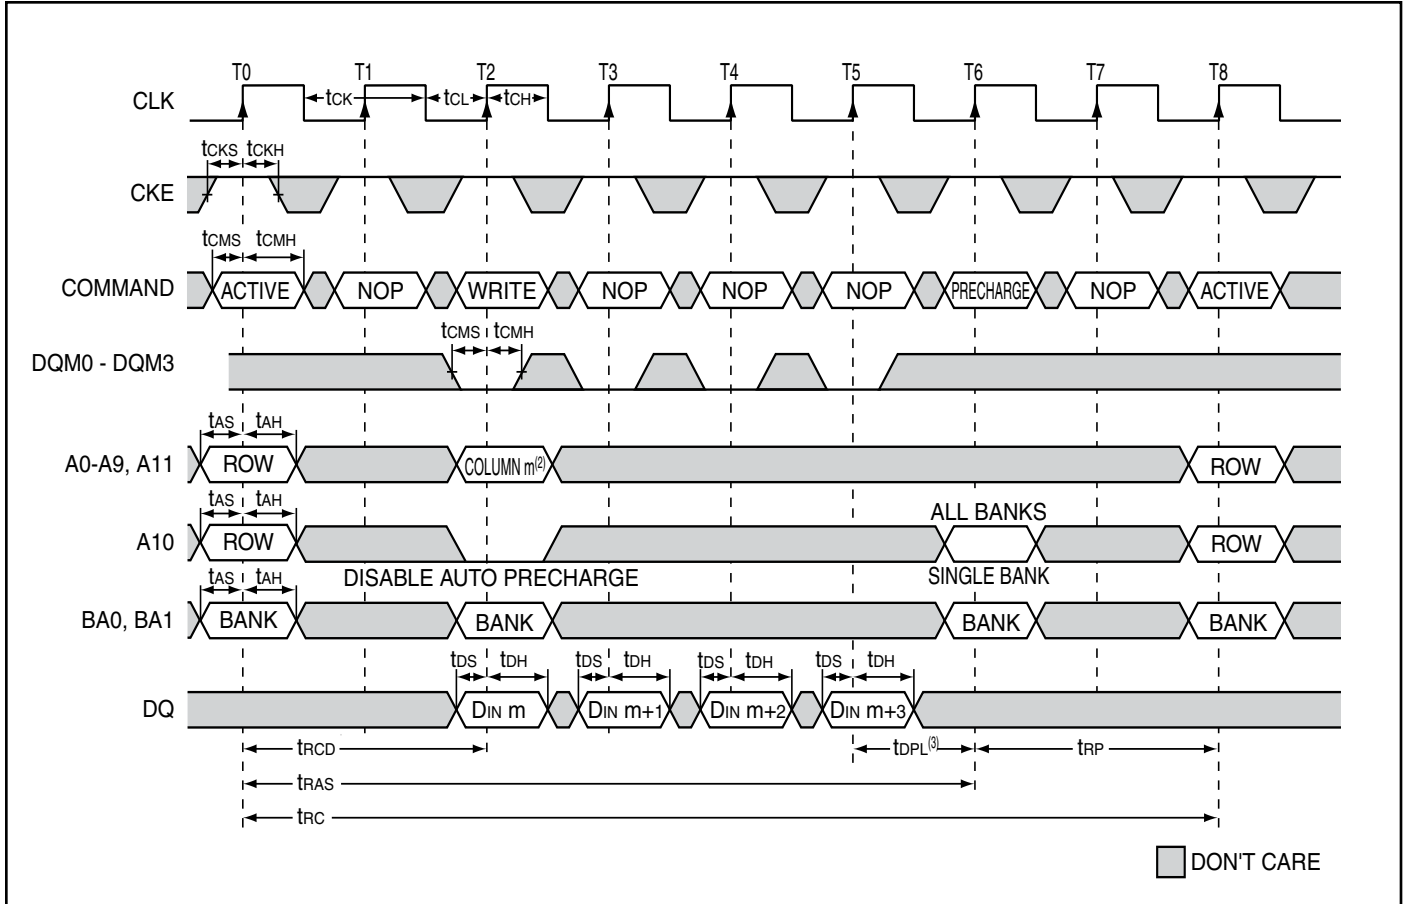 T0 T1 T2 T3 T4 T5 T6 T7 T8
CLK tCK tCL tCH
tCKS tCKH
CKE
tCMS tCMH
COMMAND ACTIVE NOP WRITE NOP NOP NOP PRECHARGE NOP ACTIVE
tCMS tCMH
DQM0 - DQM3
tAS tAH
A0-A9, A11 ROW COLUMN m(2) ROW
tAS tAH
ALL BANKS
A10 ROW ROW
DISABLE AUTO PRECHARGE SINGLE BANK
tAS tAH
BA0, BA1 BANK BANK BANK BANK
tDS tDH tDS tDH tDS tDH tDS tDH
DQ DIN m DIN m+1 DIN m+2 DIN m+3
tRCD tDPL(3) tRP
tRAS
tRC
DON'T CARE